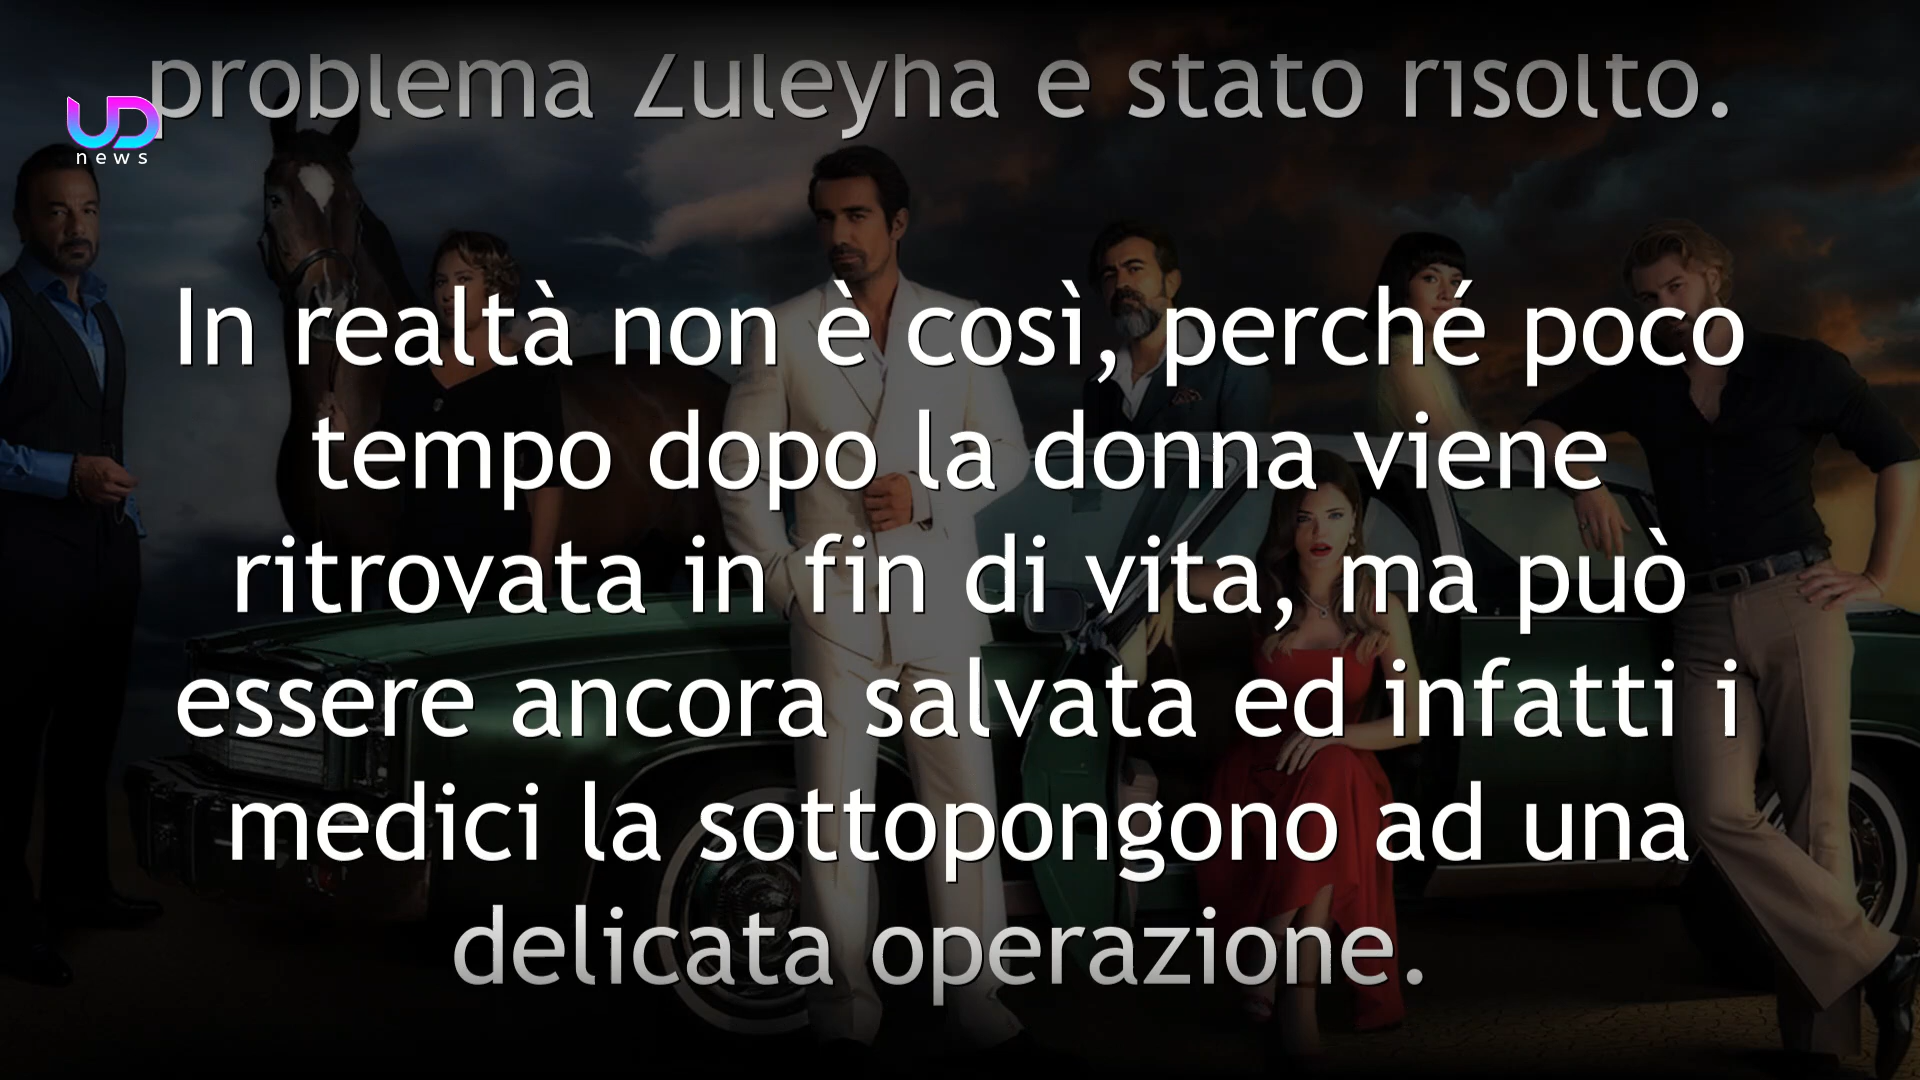 problema Zuleyha è stato risolto.
UD
news
In realtà non è così, perché poco
tempo dopo la donna viene
ritrovata in fin di vita, ma può
essere ancora salvata ed infatti i
medici la sottopongono ad una
delicata operazione.